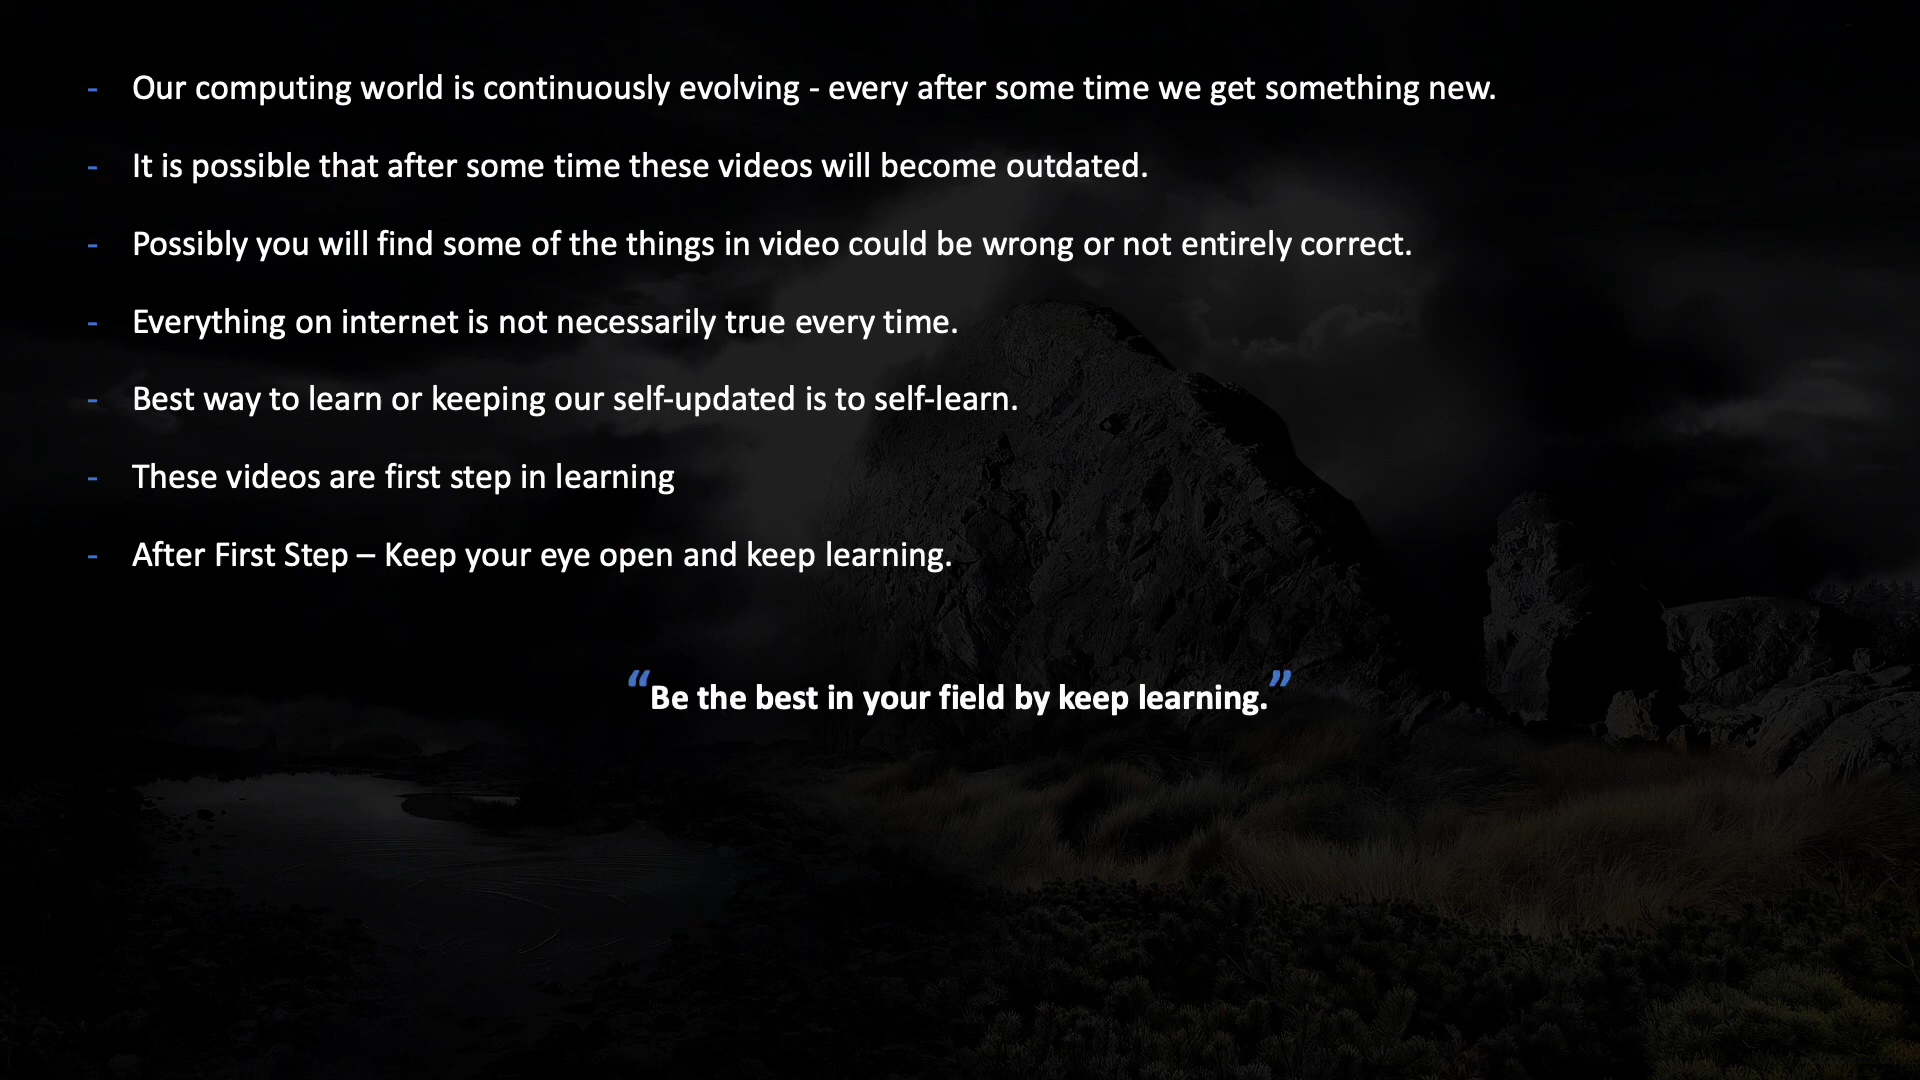 - Our computing world is continuously evolving - every after some time we get something new.
- It is possible that after some time these videos will become outdated.
- Possibly you will find some of the things in video could be wrong or not entirely correct.
- Everything on internet is not necessarily true every time.
- Best way to learn or keeping our self-updated is to self-learn.
- These videos are first step in learning
- After First Step – Keep your eye open and keep learning.
“Be the best in your field by keep learning.”